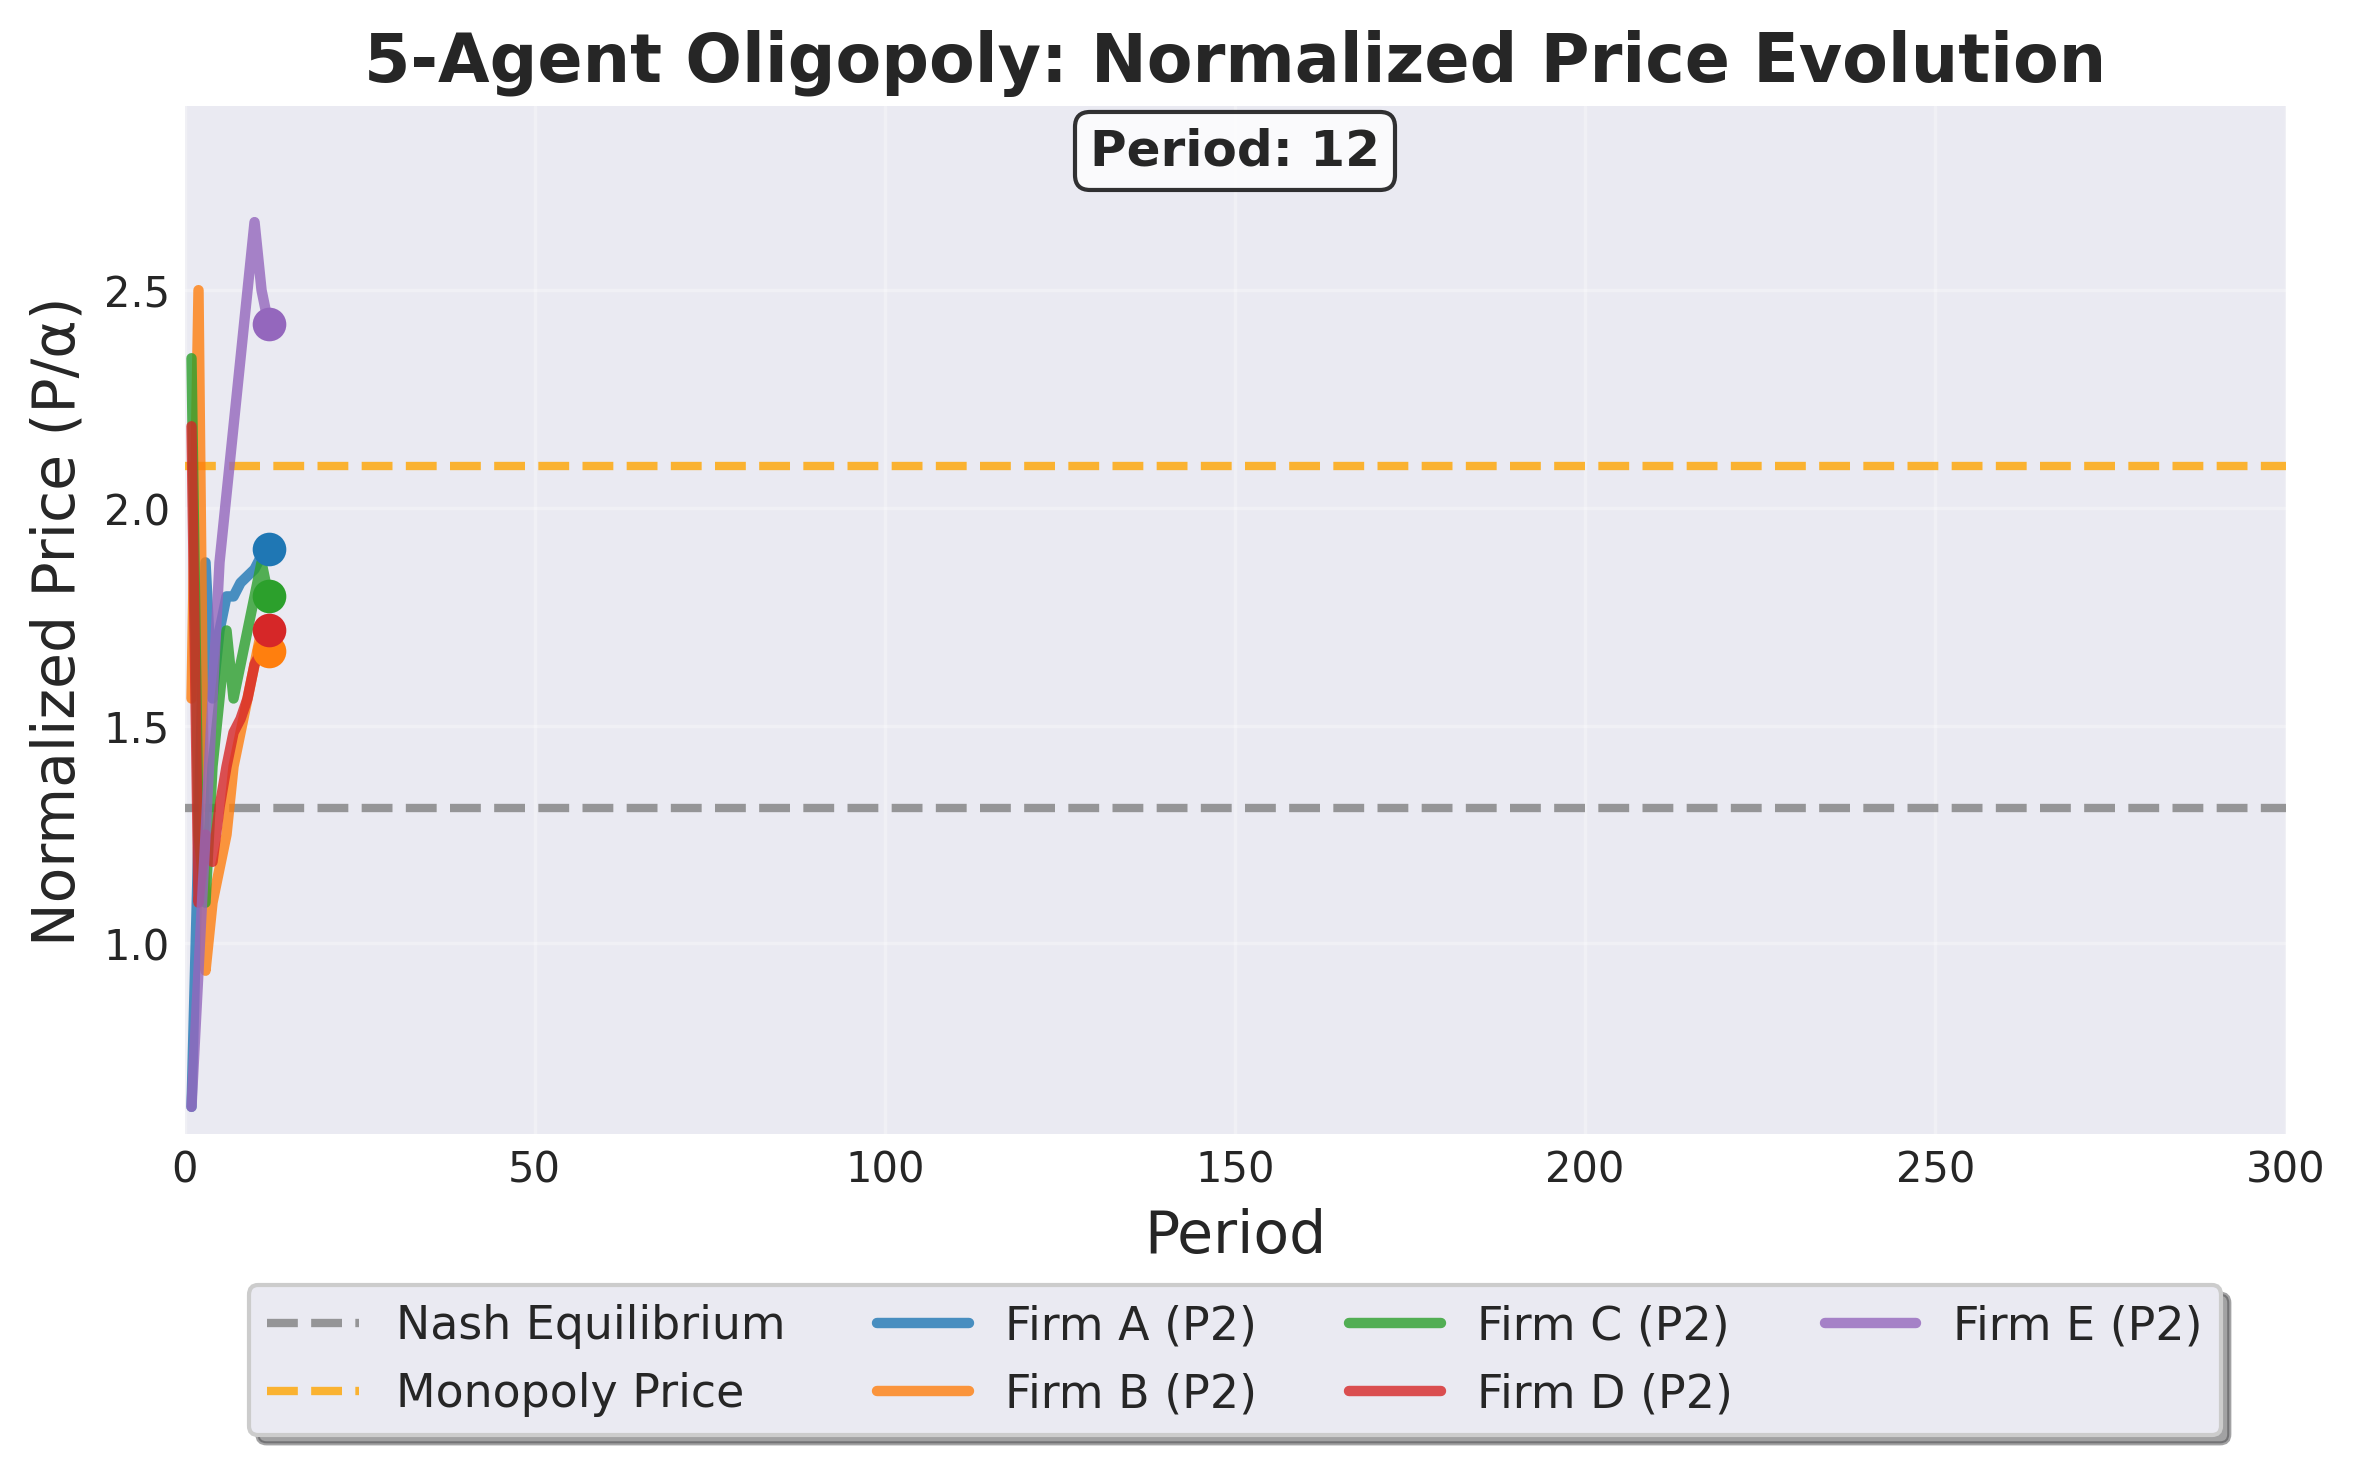 5-Agent Oligopoly: Normalized Price Evolution
Period: 12
Normalized Price (P/α)
2.5
2.0
1.5
1.0
0 50 100 150 200 250 300
Period
Nash Equilibrium Firm A (P2) Firm C (P2) Firm E (P2)
Monopoly Price Firm B (P2) Firm D (P2)